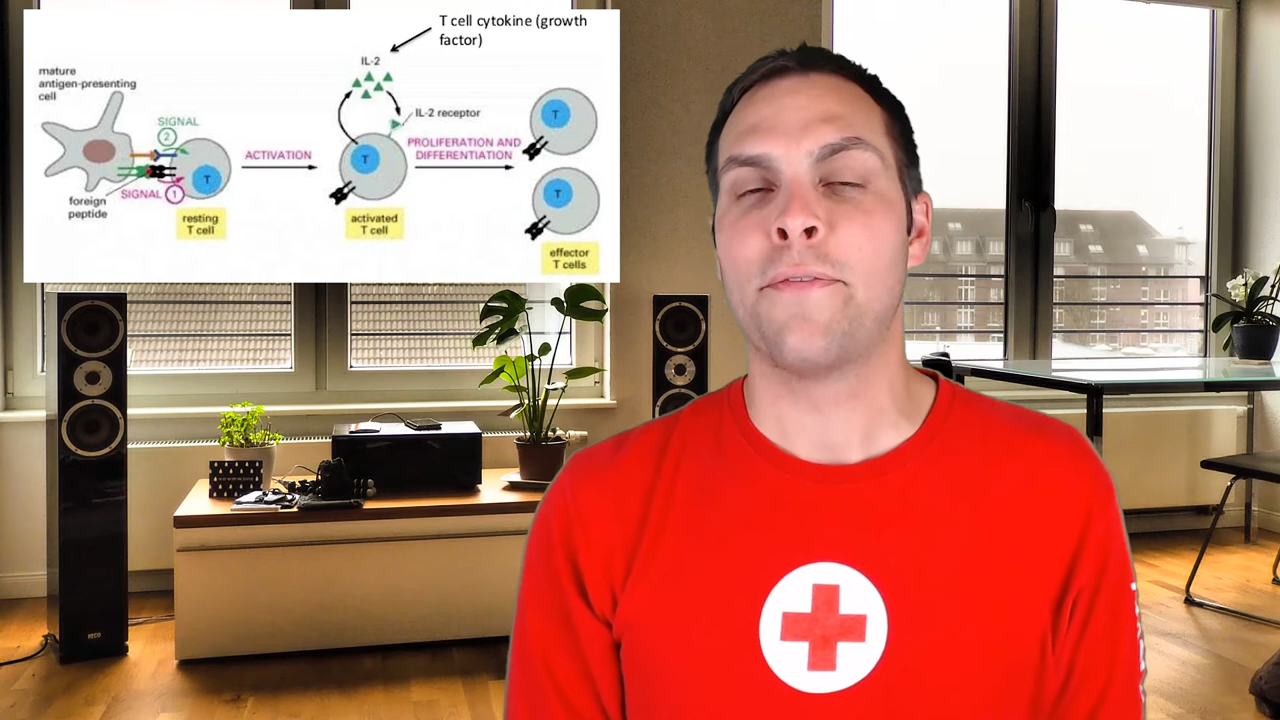 T cell cytokine (growth
factor)
IL-2
mature
antigen-presenting
cell
SIGNAL
2
IL-2 receptor
PROLIFERATION AND
DIFFERENTIATION
ACTIVATION
T
T
T
T
SIGNAL 1
foreign
peptide
resting
T cell
activated
T cell
effector
T cells
HECO